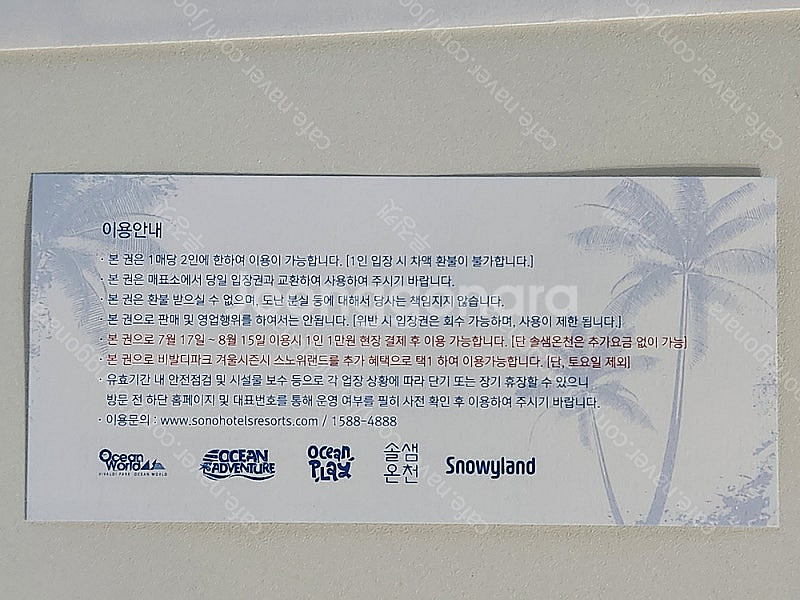 이용안내
· 본 권은 1매당 2인에 한하여 이용이 가능합니다. [1인 입장 시 차액 환불이 불가합니다.]
· 본 권은 매표소에서 당일 입장권과 교환하여 사용하여 주시기 바랍니다.
· 본 권은 환불 받으실 수 없으며, 도난 분실 등에 대해서 당사는 책임지지 않습니다.
· 본 권으로 판매 및 영업행위를 하여서는 안됩니다. [위반 시 입장권은 회수 가능하며, 사용이 제한 됩니다.]
· 본 권으로 7월 17일 ~ 8월 15일 이용시 1인 1만원 현장 결제 후 이용 가능합니다. [단 솔샘온천은 추가요금 없이 가능]
· 본 권으로 비발디파크 겨울시즌시 스노위랜드를 추가 혜택으로 택1 하여 이용가능합니다. [단, 토요일 제외]
· 유효기간 내 안전점검 및 시설물 보수 등으로 각 업장 상황에 따라 단기 또는 장기 휴장할 수 있으니
방문 전 하단 홈페이지 및 대표번호를 통해 운영 여부를 필히 사전 확인 후 이용하여 주시기 바랍니다.
· 이용문의 : www.sonohotelsresorts.com / 1588-4888
Ocean World
VIVALDI PARK OCEAN WORLD
OCEAN ADVENTURE
Ocean PLAY
솔샘온천
Snowyland
cafe.naver.com/joonggonara